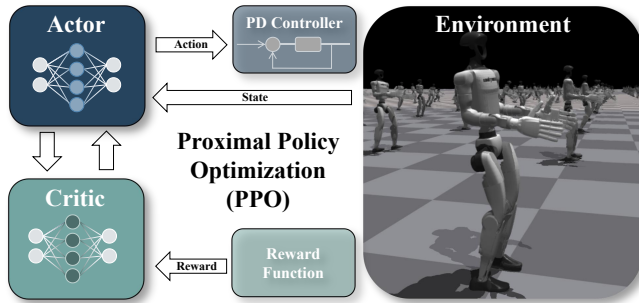 Actor
Action
PD Controller
Environment
State
Proximal Policy
Optimization
(PPO)
Critic
Reward
Reward
Function